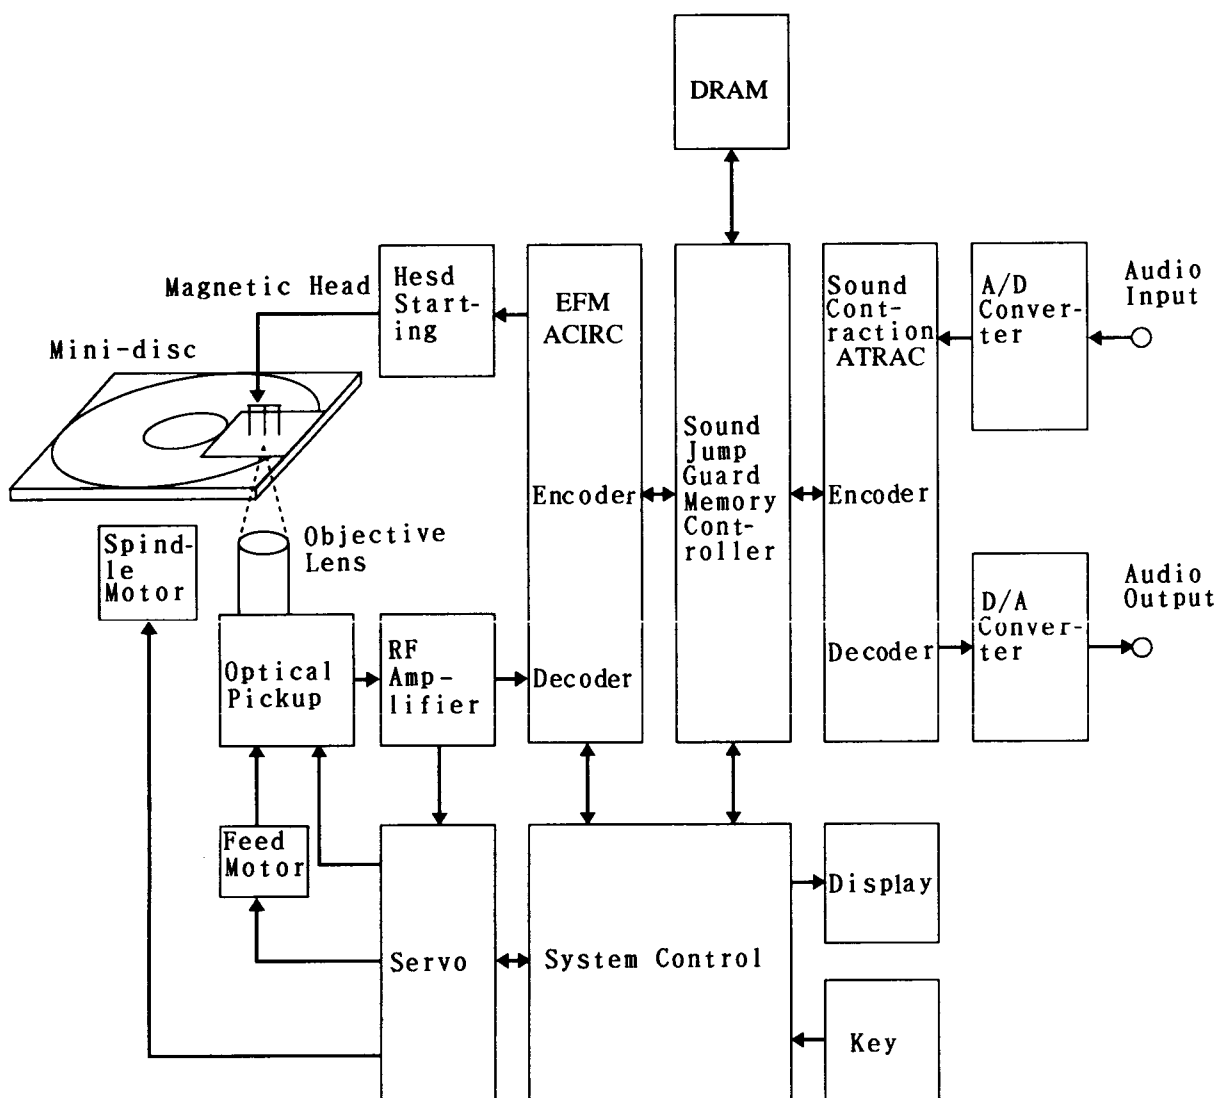 DRAM
Magnetic Head
Hesd
Start-
ing
EFM
ACIRC
Sound
Cont-
raction
ATRAC
A/D
Conver-
ter
Audio
Input
Mini-disc
Sound
Jump
Guard
Memory
Cont-
roller
Encoder
Encoder
Spind-
le
Motor
Objective
Lens
Optical
Pickup
RF
Amp-
lifier
Decoder
Decoder
D/A
Conver-
ter
Audio
Output
Feed
Motor
Servo
System Control
Display
Key